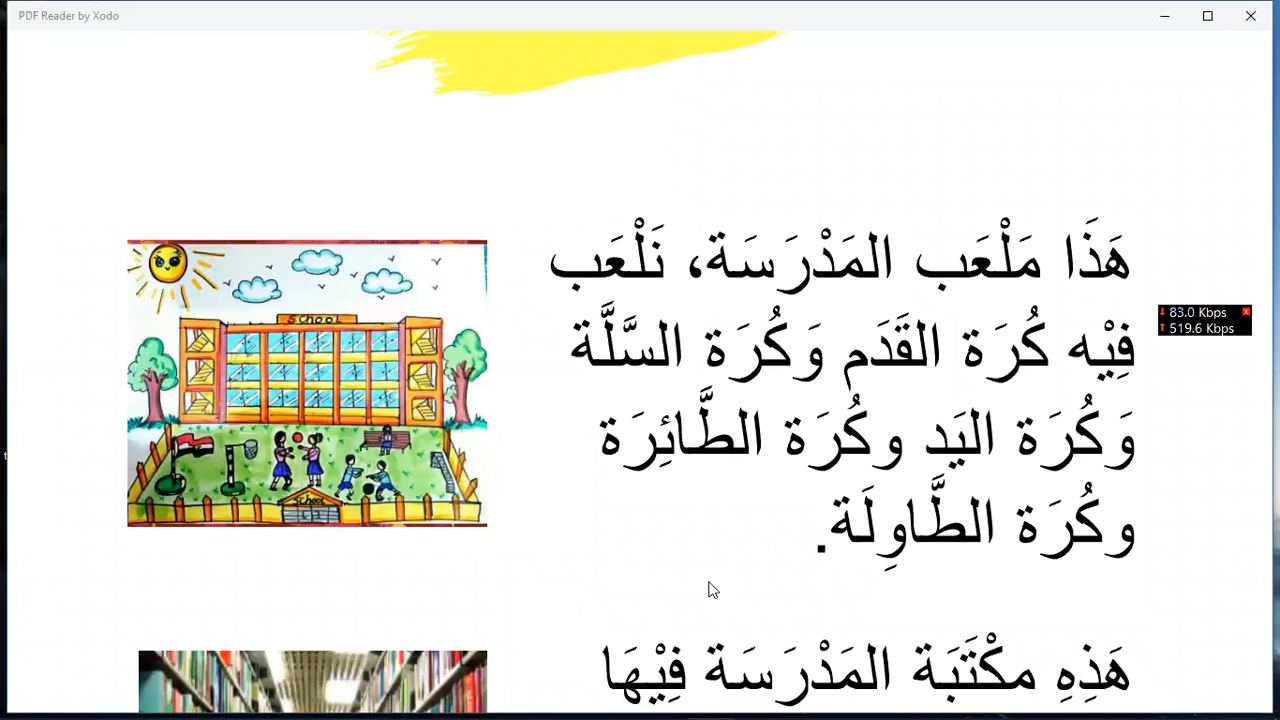 PDF Reader by Xodo
هَذَا مَلْعَب المَدْرَسَة، نَلْعَب
فِيْه كُرَة القَدَم وَكُرَة السَّلَّة
وَكُرَة اليَد وكُرَة الطَّائِرَة
وكُرَة الطَّاوِلَة.
هَذِهِ مكْتَبَة المَدْرَسَة فِيْهَا
SCHOOL
SCHOOL
83.0 Kbps
519.6 Kbps